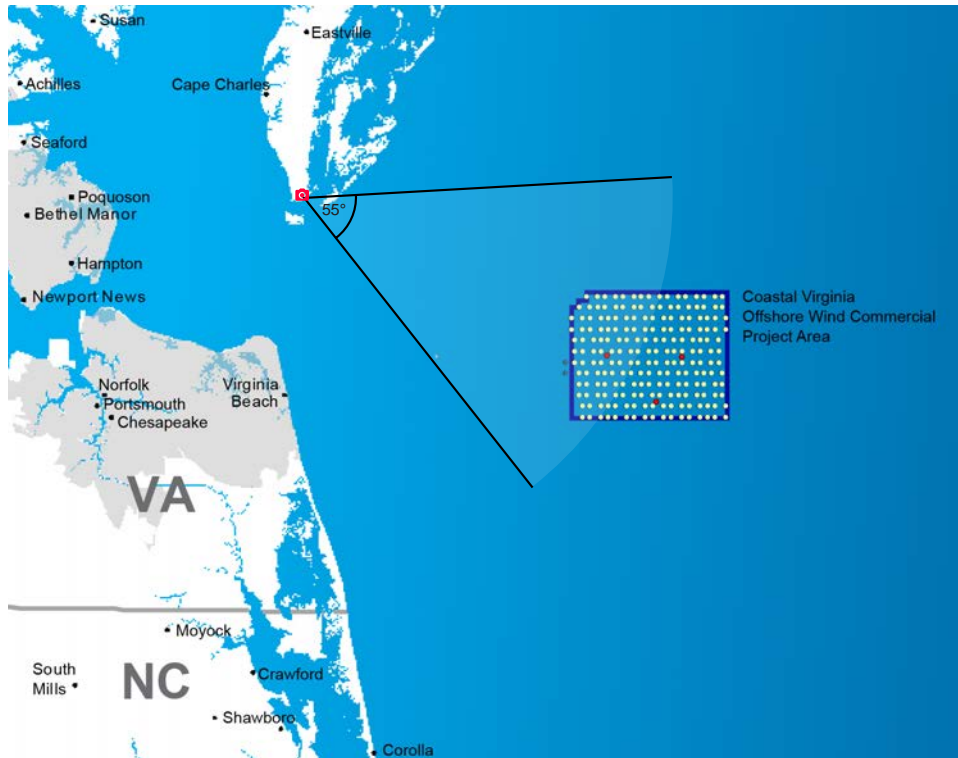 Susan
Eastville
Achilles
Cape Charles
Seaford
Poquoson
55°
Bethel Manor
Hampton
Newport News
Coastal Virginia
Offshore Wind Commercial
Project Area
Norfolk
Virginia
Beach
Portsmouth
Chesapeake
VA
Moyock
South
Mills
NC
Crawford
Shawboro
Corolla